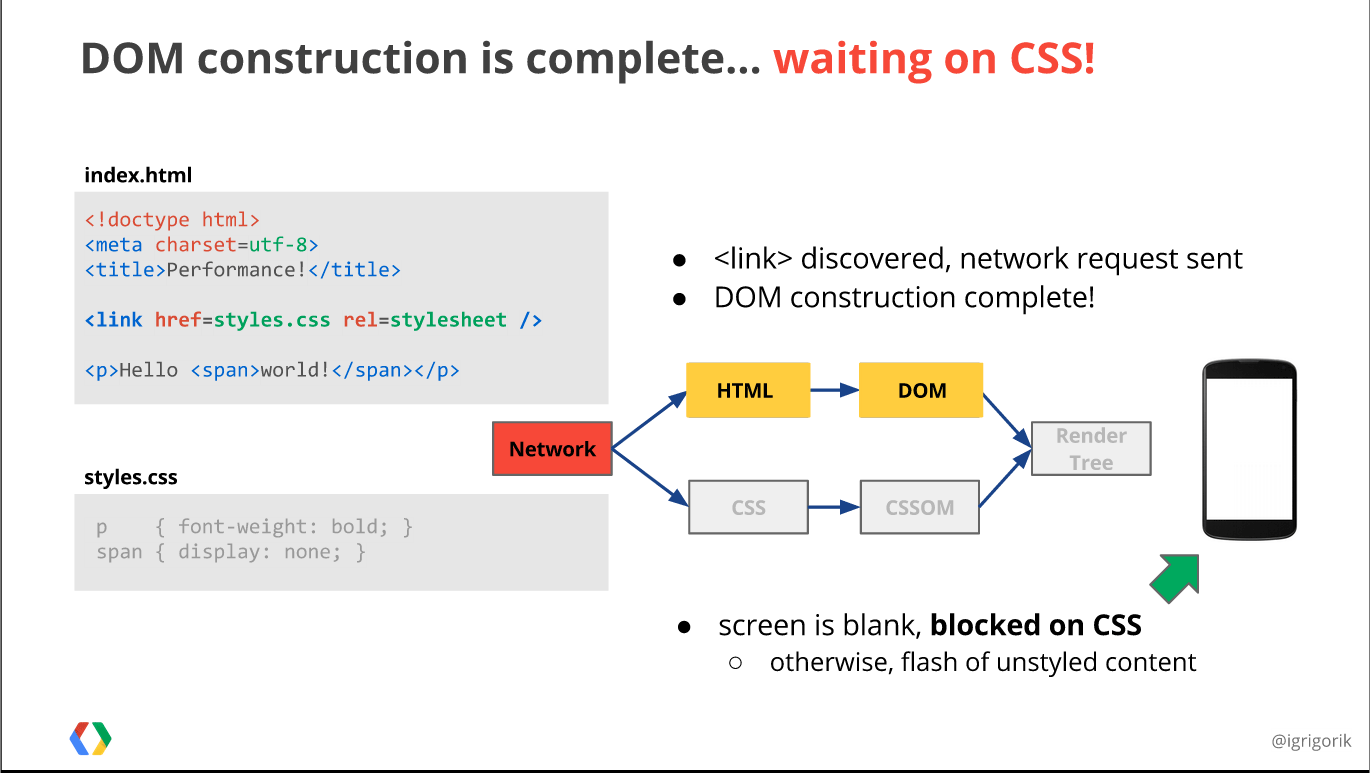 DOM construction is complete... waiting on CSS!
index.html
<!doctype html>
<meta charset=utf-8>
<title>Performance!</title>
<link href=styles.css rel=stylesheet />
<p>Hello <span>world!</span></p>
styles.css
p    { font-weight: bold; }
span { display: none; }
● <link> discovered, network request sent
● DOM construction complete!
Network
HTML
DOM
CSS
CSSOM
Render
Tree
● screen is blank, blocked on CSS
○ otherwise, flash of unstyled content
@igrigorik